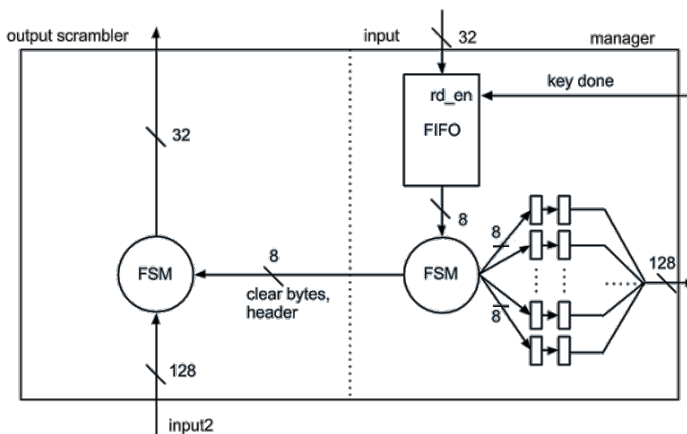 output scrambler
input
32
manager
rd_en
key done
FIFO
32
8
8
FSM
8
FSM
128
clear bytes,
header
8
128
input2